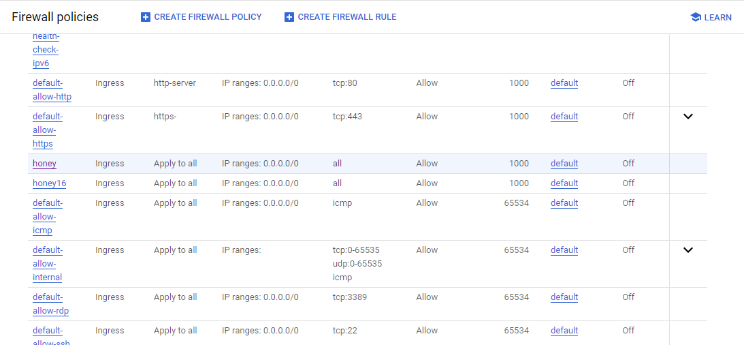 Firewall policies CREATE FIREWALL POLICY CREATE FIREWALL RULE LEARN
health-
check-
ipv6
default- Ingress http-server IP ranges: 0.0.0.0/0 tcp:80 Allow 1000 default Off
allow-http
default- Ingress https- IP ranges: 0.0.0.0/0 tcp:443 Allow 1000 default Off
allow-
https
honey Ingress Apply to all IP ranges: 0.0.0.0/0 all Allow 1000 default Off
honey16 Ingress Apply to all IP ranges: 0.0.0.0/0 all Allow 1000 default Off
default- Ingress Apply to all IP ranges: 0.0.0.0/0 icmp Allow 65534 default Off
allow-
icmp
default- Ingress Apply to all IP ranges: tcp:0-65535 Allow 65534 default Off
allow- udp:0-65535
internal icmp
default- Ingress Apply to all IP ranges: 0.0.0.0/0 tcp:3389 Allow 65534 default Off
allow-rdp
default- Ingress Apply to all IP ranges: 0.0.0.0/0 tcp:22 Allow 65534 default Off
allow-ssh